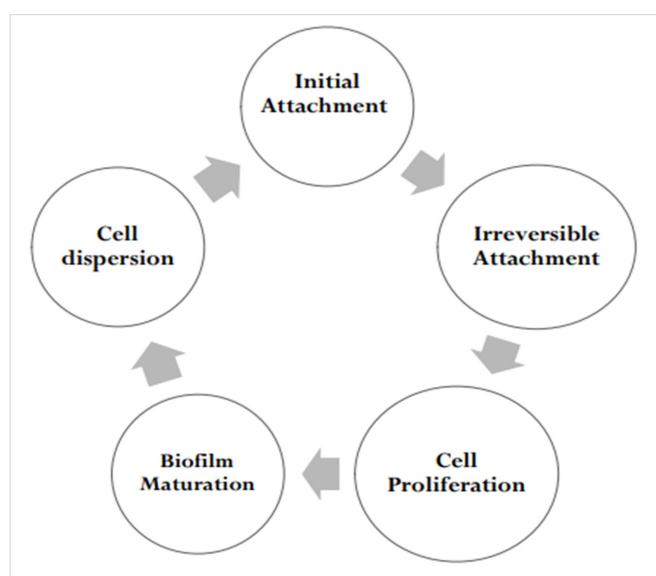 Initial
Attachment
Irreversible
Attachment
Cell
Proliferation
Biofilm
Maturation
Cell
dispersion